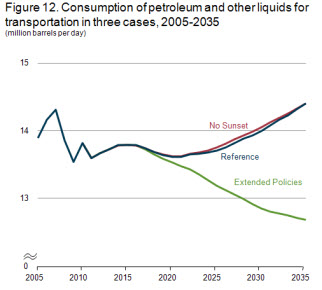 Figure 12. Consumption of petroleum and other liquids for
transportation in three cases, 2005-2035
(million barrels per day)
15
No Sunset
14
Reference
Extended Policies
13
0
2005 2010 2015 2020 2025 2030 2035